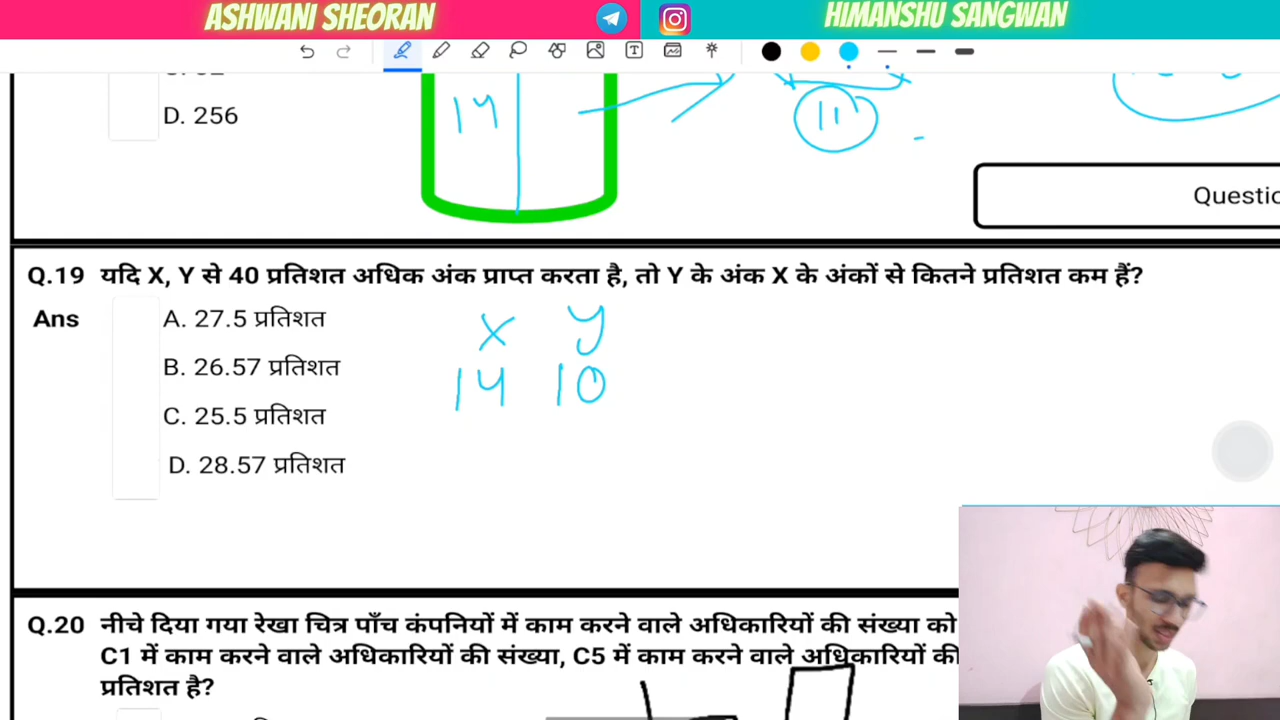 ASHWANI SHEORAN
HIMANSHU SANGWAN
D. 256
14
11
Q.19 यदि X, Y से 40 प्रतिशत अधिक अंक प्राप्त करता है, तो Y के अंक X के अंकों से कितने प्रतिशत कम हैं?
Ans
A. 27.5 प्रतिशत
B. 26.57 प्रतिशत
C. 25.5 प्रतिशत
D. 28.57 प्रतिशत
x y
14 10
Q.20 नीचे दिया गया रेखा चित्र पाँच कंपनियों में काम करने वाले अधिकारियों की संख्या को
C1 में काम करने वाले अधिकारियों की संख्या, C5 में काम करने वाले अधिकारियों की
प्रतिशत है?